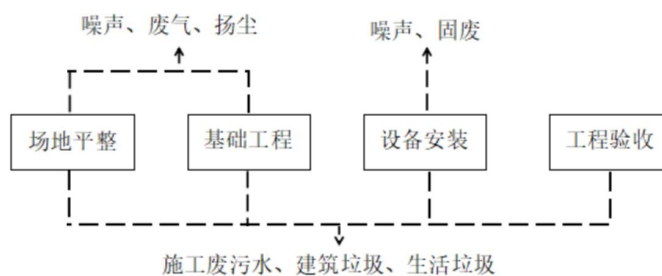 噪声、废气、扬尘 噪声、固废
场地平整 基础工程 设备安装 工程验收
施工废污水、建筑垃圾、生活垃圾